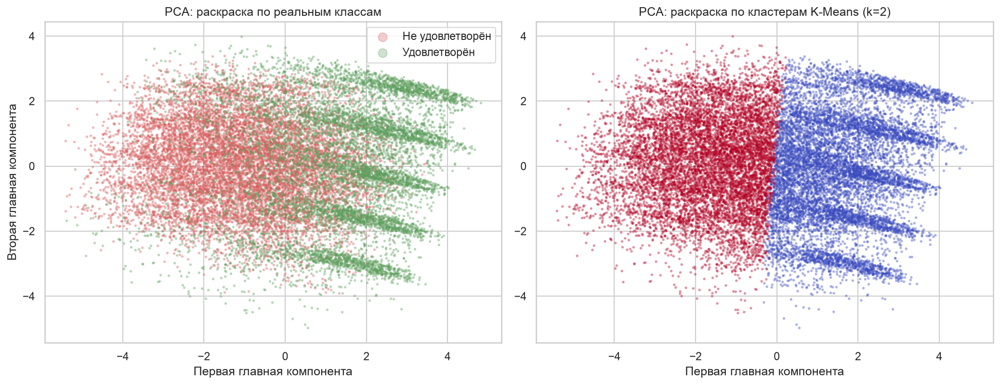 PCA: раскраска по реальным классам
Не удовлетворён
Удовлетворён
4
2
0
−2
−4
Вторая главная компонента
−4
−2
0
2
4
Первая главная компонента
PCA: раскраска по кластерам K-Means (k=2)
4
2
0
−2
−4
−4
−2
0
2
4
Первая главная компонента